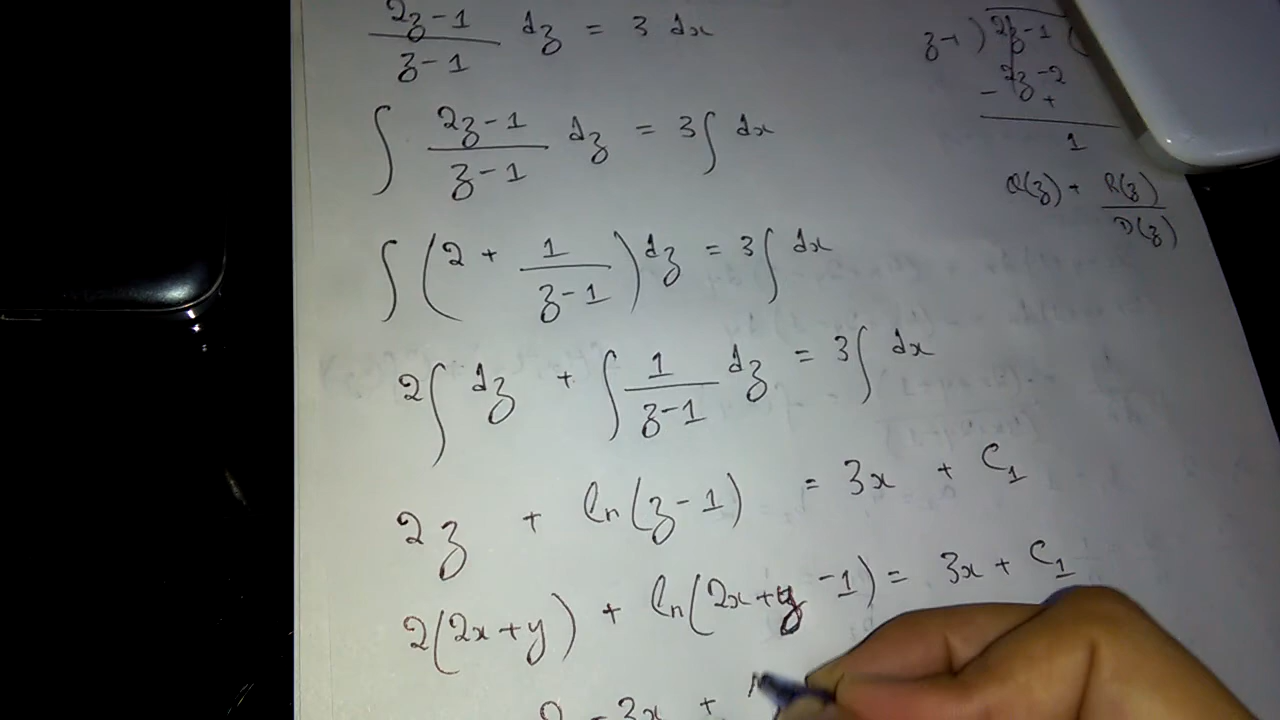 2z-1/z-1 dz = 3 dx
∫ 2z-1/z-1 dz = 3∫ dx
∫ (2 + 1/z-1) dz = 3∫ dx
2∫ dz + ∫ 1/z-1 dz = 3∫ dx
2z + ln(z-1) = 3x + C₁
2(2x+y) + ln(2x+y-1) = 3x + C₁
- 3x +
z-1 ) 2z-1 (
- 2z-2
+
1
Q(z) + R(z)/D(z)